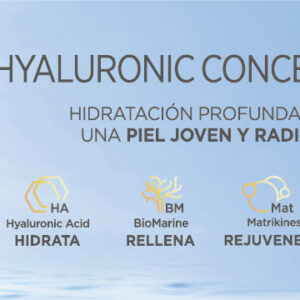 HYALURONIC CONCE
HIDRATACIÓN PROFUNDA
UNA PIEL JOVEN Y RADI
HA
Hyaluronic Acid
HIDRATA
BM
BioMarine
RELLENA
Mat
Matrikines
REJUVENE